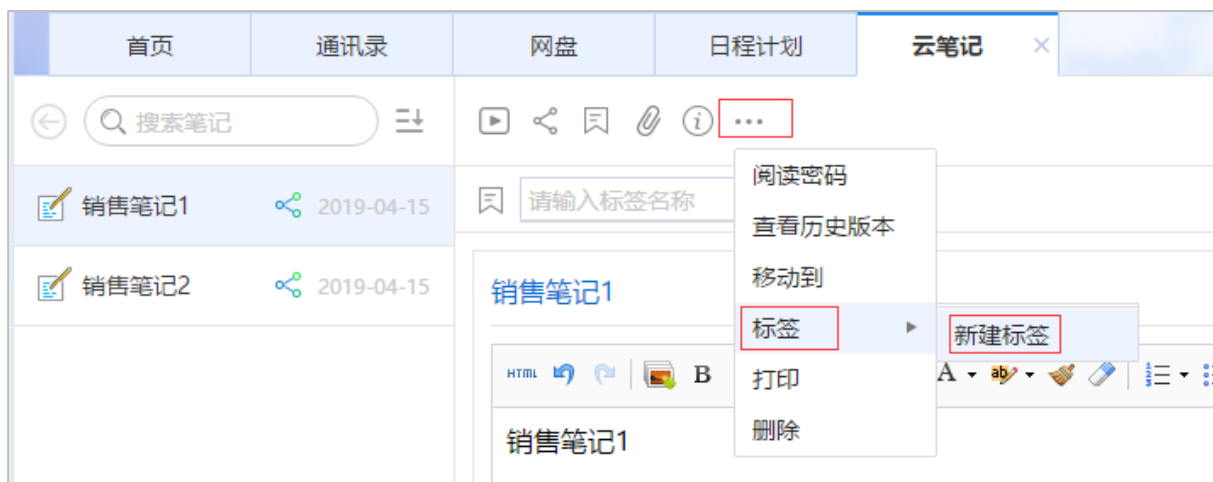 首页 通讯录 网盘 日程计划 云笔记
搜索笔记
销售笔记1 2019-04-15
销售笔记2 2019-04-15
请输入标签名称
阅读密码
查看历史版本
移动到
标签
新建标签
打印
删除
销售笔记1
HTML B A ab
销售笔记1